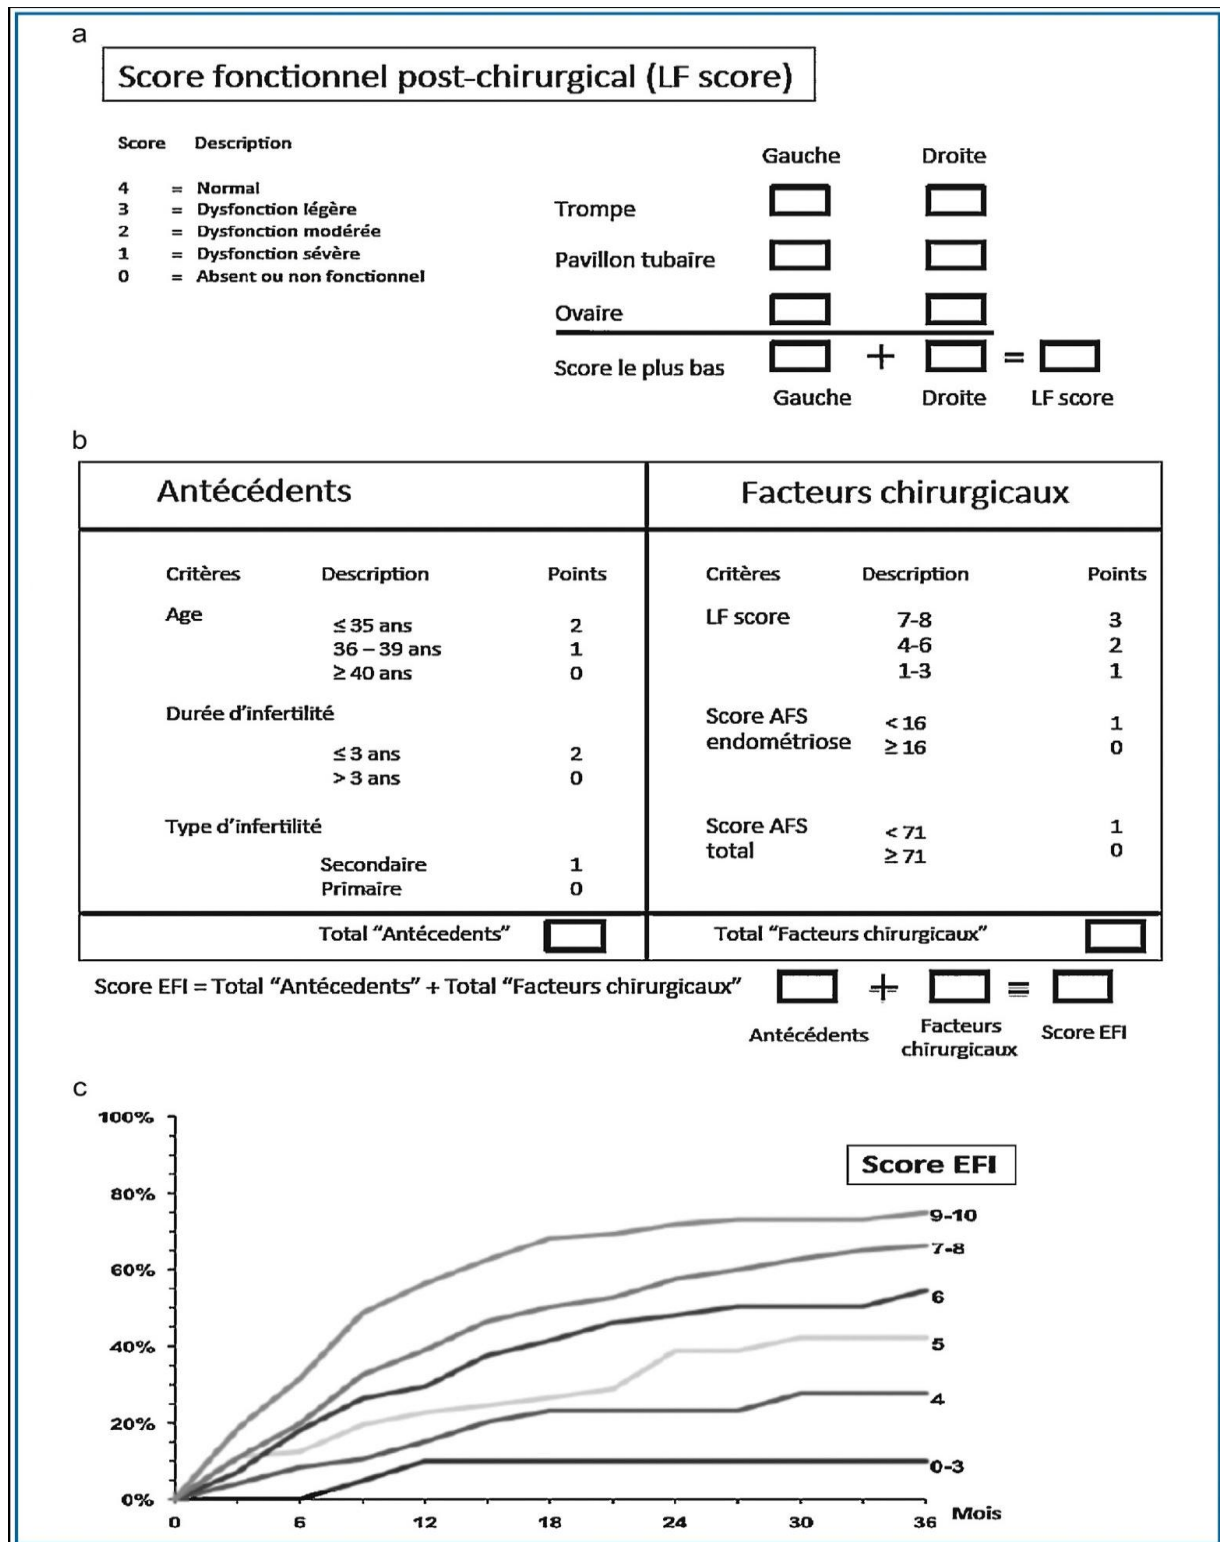 a
Score fonctionnel post-chirurgical (LF score)
Score Description
4 = Normal
3 = Dysfonction légère
2 = Dysfonction modérée
1 = Dysfonction sévère
0 = Absent ou non fonctionnel
Gauche Droite
Trompe
Pavillon tubaire
Ovaire
Score le plus bas + =
Gauche Droite LF score
b
Antécédents
Critères Description Points
Age
≤ 35 ans 2
36 – 39 ans 1
≥ 40 ans 0
Durée d'infertilité
≤ 3 ans 2
> 3 ans 0
Type d'infertilité
Secondaire 1
Primaire 0
Total "Antécedents"
Facteurs chirurgicaux
Critères Description Points
LF score 7-8 3
4-6 2
1-3 1
Score AFS < 16 1
endométriose ≥ 16 0
Score AFS < 71 1
total ≥ 71 0
Total "Facteurs chirurgicaux"
Score EFI = Total "Antécedents" + Total "Facteurs chirurgicaux" + =
Antécédents Facteurs chirurgicaux Score EFI
c
100%
80%
60%
40%
20%
0%
Score EFI
9-10
7-8
6
5
4
0-3
0 6 12 18 24 30 36 Mois